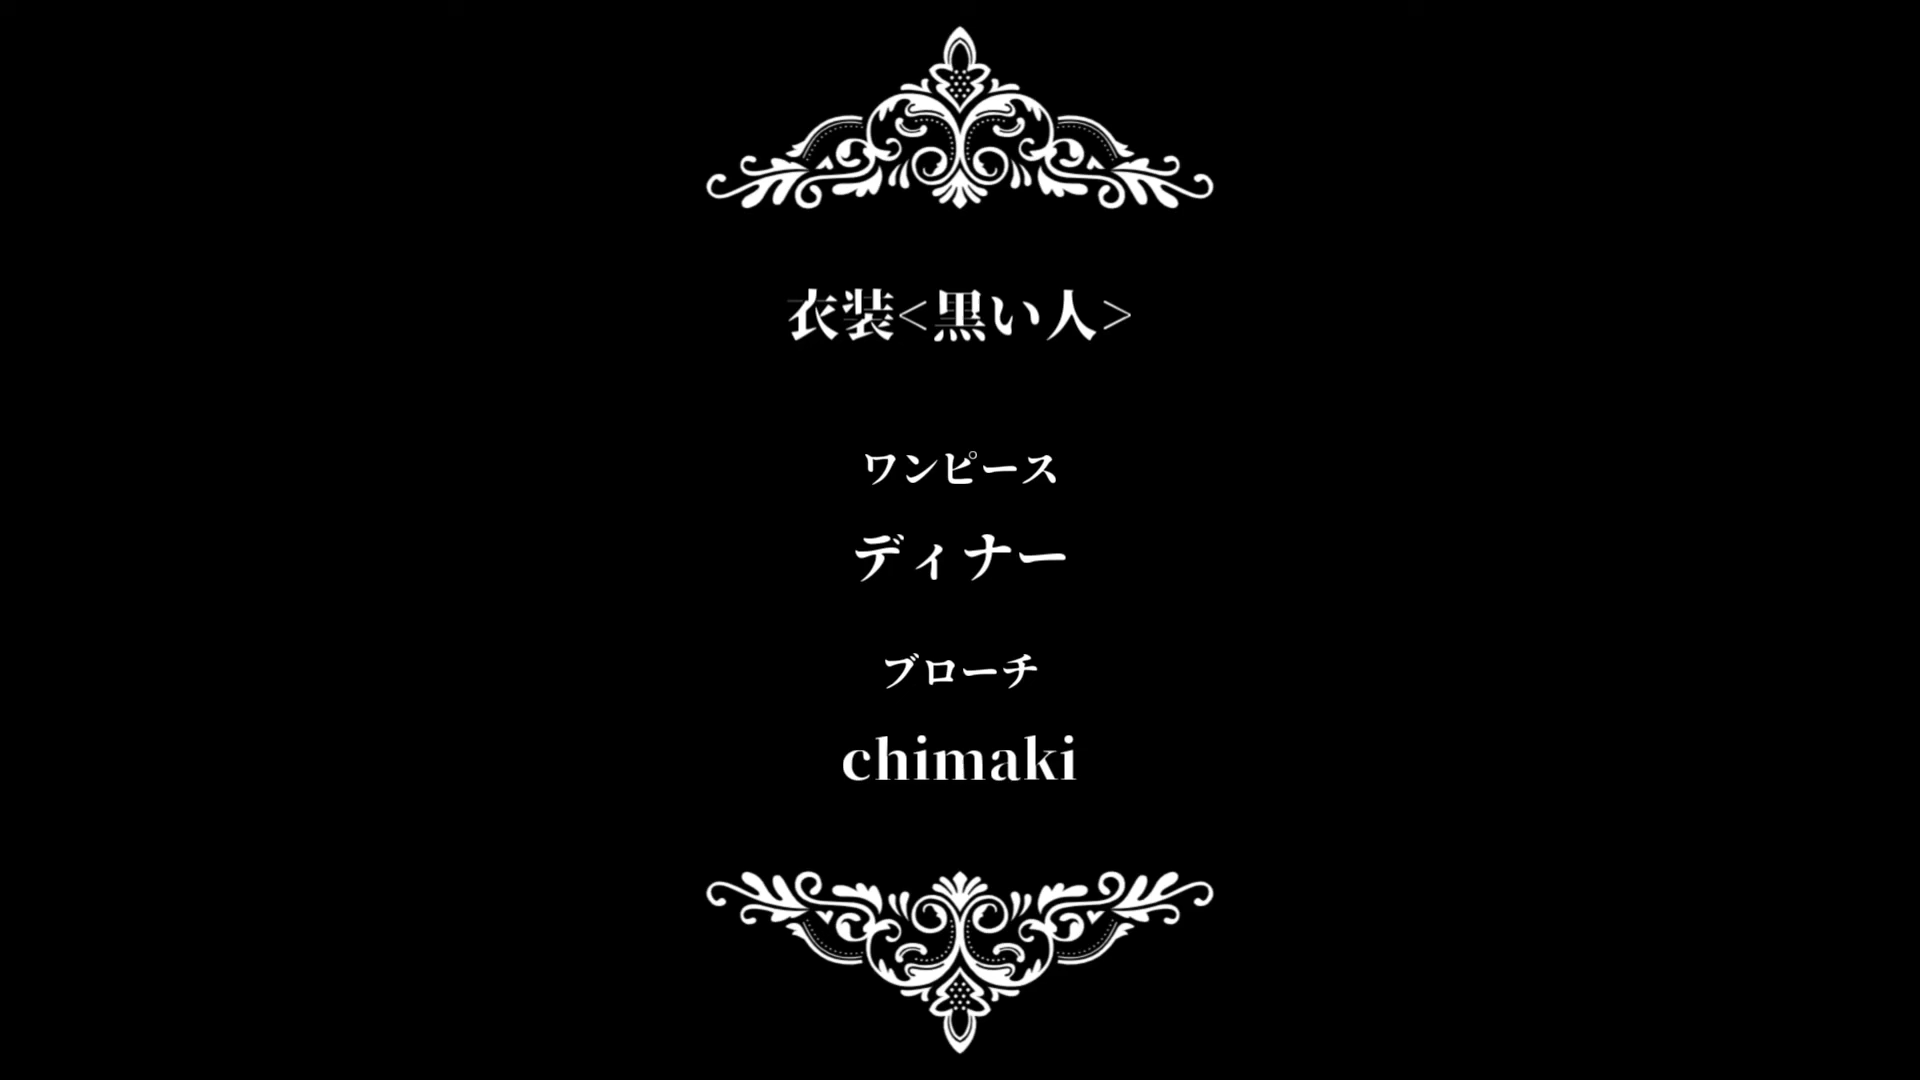 衣装<黒い人>
ワンピース
ディナー
ブローチ
chimaki